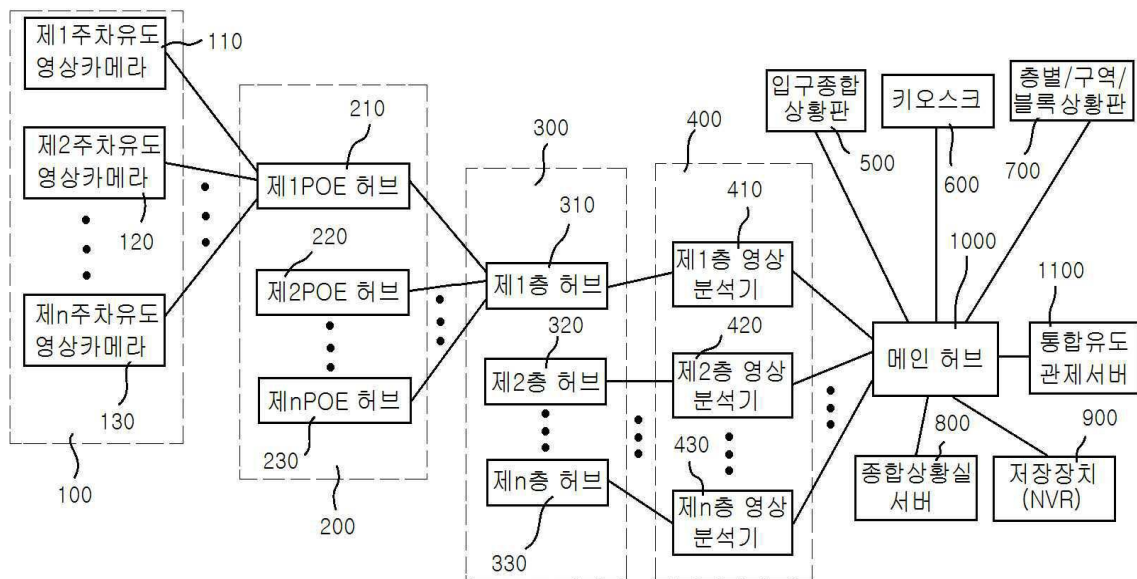 제1주차유도
영상카메라
110
제2주차유도
영상카메라
120
제n주차유도
영상카메라
130
100
210
제1POE 허브
220
제2POE 허브
제nPOE 허브
230
200
300
310
제1층 허브
320
제2층 허브
제n층 허브
330
400
410
제1층 영상
분석기
420
제2층 영상
분석기
430
제n층 영상
분석기
입구종합
상황판
500
키오스크
600
층별/구역/
블록상황판
700
1000
메인 허브
1100
통합유도
관제서버
800
종합상황실
서버
900
저장장치
(NVR)